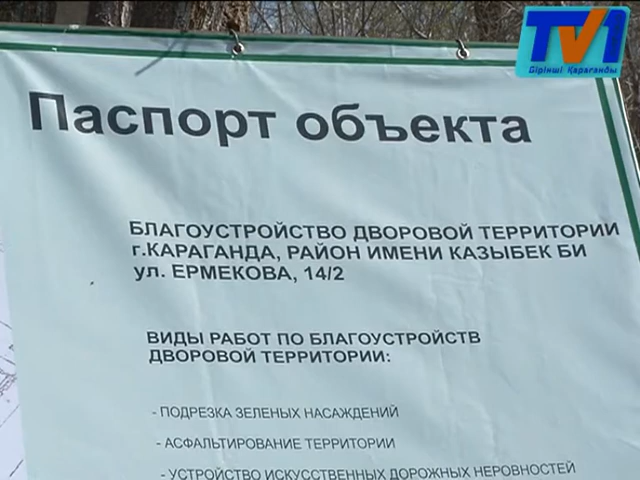 TV1
Бірінші Қарағанды
Паспорт объекта
БЛАГОУСТРОЙСТВО ДВОРОВОЙ ТЕРРИТОРИИ
г.КАРАГАНДА, РАЙОН ИМЕНИ КАЗЫБЕК БИ
ул. ЕРМЕКОВА, 14/2
ВИДЫ РАБОТ ПО БЛАГОУСТРОЙСТВ
ДВОРОВОЙ ТЕРРИТОРИИ:
- ПОДРЕЗКА ЗЕЛЕНЫХ НАСАЖДЕНИЙ
- АСФАЛЬТИРОВАНИЕ ТЕРРИТОРИИ
- УСТРОЙСТВО ИСКУССТВЕННЫХ ДОРОЖНЫХ НЕРОВНОСТЕЙ